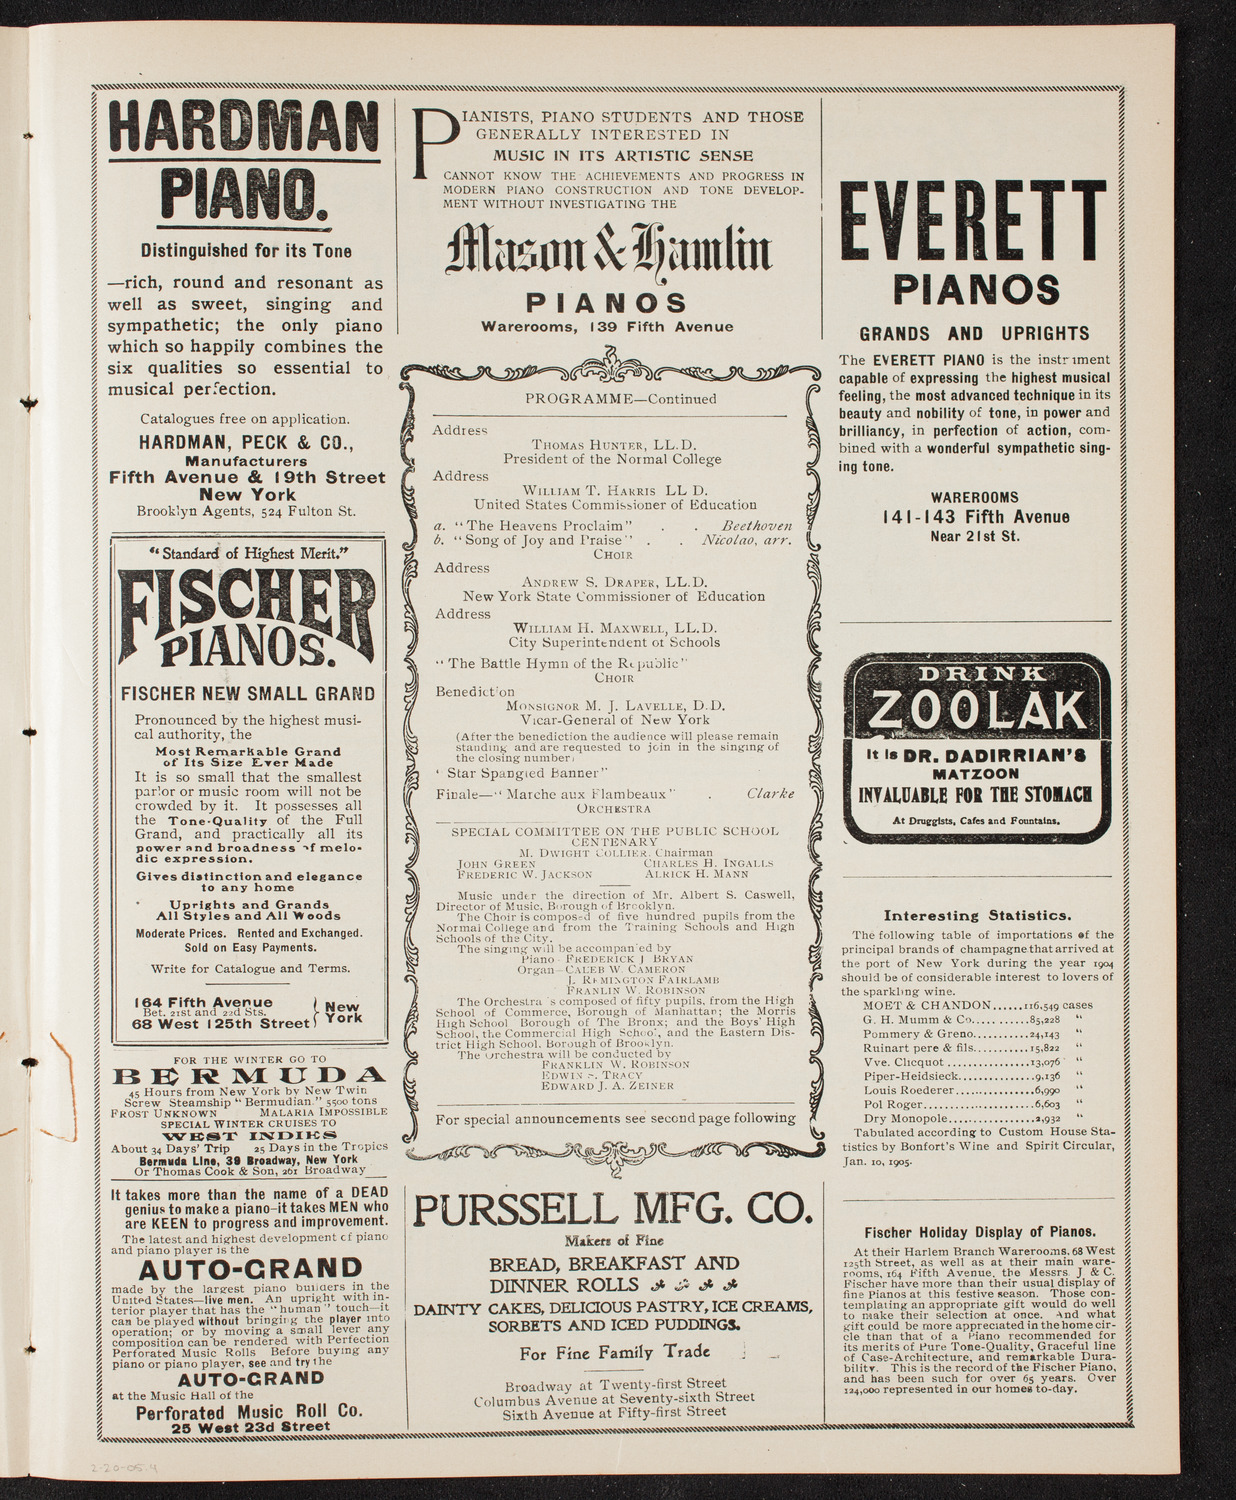 HARDMAN
PIANO.
Distinguished for its Tone
—rich, round and resonant as
well as sweet, singing and
sympathetic; the only piano
which so happily combines the
six qualities so essential to
musical perfection.
Catalogues free on application.
HARDMAN, PECK & CO.,
Manufacturers
Fifth Avenue & 19th Street
New York
Brooklyn Agents, 524 Fulton St.
"Standard of Highest Merit."
FISCHER
PIANOS.
FISCHER NEW SMALL GRAND
Pronounced by the highest musi-
cal authority, the
Most Remarkable Grand
of Its Size Ever Made
It is so small that the smallest
parlor or music room will not be
crowded by it. It possesses all
the Tone-Quality of the Full
Grand, and practically all its
power and broadness of melo-
dic expression.
Gives distinction and elegance
to any home
Uprights and Grands
All Styles and All Woods
Moderate Prices. Rented and Exchanged.
Sold on Easy Payments.
Write for Catalogue and Terms.
164 Fifth Avenue
Bet. 21st and 22d Sts.
68 West 125th Street
New
York
FOR THE WINTER GO TO
BERMUDA
45 Hours from New York by New Twin
Screw Steamship "Bermudian." 5500 tons
FROST UNKNOWN MALARIA IMPOSSIBLE
SPECIAL WINTER CRUISES TO
WEST INDIES
About 34 Days' Trip 25 Days in the Tropics
Bermuda Line, 39 Broadway, New York
Or Thomas Cook & Son, 261 Broadway
It takes more than the name of a DEAD
genius to make a piano—it takes MEN who
are KEEN to progress and improvement.
The latest and highest development of piano
and piano player is the
AUTO-GRAND
made by the largest piano builders in the
United States—live men. An upright with in-
terior player that has the "human" touch—it
can be played without bringing the player into
operation; or by moving a small lever any
composition can be rendered with Perfection
Perforated Music Rolls Before buying any
piano or piano player, see and try the
AUTO-GRAND
at the Music Hall of the
Perforated Music Roll Co.
25 West 23d Street
PIANISTS, PIANO STUDENTS AND THOSE
GENERALLY INTERESTED IN
MUSIC IN ITS ARTISTIC SENSE
CANNOT KNOW THE ACHIEVEMENTS AND PROGRESS IN
MODERN PIANO CONSTRUCTION AND TONE DEVELOP-
MENT WITHOUT INVESTIGATING THE
Mason & Hamlin
PIANOS
Warerooms, 139 Fifth Avenue
PROGRAMME—Continued
Address
THOMAS HUNTER, LL.D.
President of the Normal College
Address
WILLIAM T. HARRIS LL D.
United States Commissioner of Education
a. "The Heavens Proclaim" . . Beethoven
b. "Song of Joy and Praise" . . Nicolao, arr.
CHOIR
Address
ANDREW S. DRAPER, LL.D.
New York State Commissioner of Education
Address
WILLIAM H. MAXWELL, LL.D.
City Superintendent of Schools
"The Battle Hymn of the Republic"
CHOIR
Benediction
MONSIGNOR M. J. LAVELLE, D.D.
Vicar-General of New York
(After the benediction the audience will please remain
standing and are requested to join in the singing of
the closing number)
' Star Spangled Banner"
Finale—"Marche aux Flambeaux" . Clarke
ORCHESTRA
SPECIAL COMMITTEE ON THE PUBLIC SCHOOL
CENTENARY
M. DWIGHT COLLIER, Chairman
JOHN GREEN CHARLES H. INGALLS
FREDERIC W. JACKSON ALRICK H. MANN
Music under the direction of Mr. Albert S. Caswell,
Director of Music, Borough of Brooklyn.
The Choir is composed of five hundred pupils from the
Normal College and from the Training Schools and High
Schools of the City.
The singing will be accompanied by
Piano—FREDERICK J BRYAN
Organ—CALEB W. CAMERON
J. REMINGTON FAIRLAMB
FRANLIN W. ROBINSON
The Orchestra is composed of fifty pupils, from the High
School of Commerce, Borough of Manhattan; the Morris
High School Borough of The Bronx; and the Boys' High
School, the Commercial High School, and the Eastern Dis-
trict High School, Borough of Brooklyn.
The Orchestra will be conducted by
FRANKLIN W. ROBINSON
EDWIN S. TRACY
EDWARD J. A. ZEINER
For special announcements see second page following
PURSSELL MFG. CO.
Makers of Fine
BREAD, BREAKFAST AND
DINNER ROLLS
DAINTY CAKES, DELICIOUS PASTRY, ICE CREAMS,
SORBETS AND ICED PUDDINGS.
For Fine Family Trade
Broadway at Twenty-first Street
Columbus Avenue at Seventy-sixth Street
Sixth Avenue at Fifty-first Street
EVERETT
PIANOS
GRANDS AND UPRIGHTS
The EVERETT PIANO is the instrument
capable of expressing the highest musical
feeling, the most advanced technique in its
beauty and nobility of tone, in power and
brilliancy, in perfection of action, com-
bined with a wonderful sympathetic sing-
ing tone.
WAREROOMS
141-143 Fifth Avenue
Near 21st St.
DRINK
ZOOLAK
It Is DR. DADIRRIAN'S
MATZOON
INVALUABLE FOR THE STOMACH
At Druggists, Cafes and Fountains.
Interesting Statistics.
The following table of importations of the
principal brands of champagne that arrived at
the port of New York during the year 1904
should be of considerable interest to lovers of
the sparkling wine.
MOET & CHANDON......116,549 cases
G. H. Mumm & Co..........85,228 "
Pommery & Greno..........24,143 "
Ruinart pere & fils..........15,822 "
Vve. Clicquot..............13,076 "
Piper-Heidsieck.............9,136 "
Louis Roederer..............6,990 "
Pol Roger...................6,603 "
Dry Monopole..............2,932 "
Tabulated according to Custom House Sta-
tistics by Bonfort's Wine and Spirit Circular,
Jan. 10, 1905.
Fischer Holiday Display of Pianos.
At their Harlem Branch Warerooms, 68 West
125th Street, as well as at their main ware-
rooms, 164 Fifth Avenue, the Messrs J. & C.
Fischer have more than their usual display of
fine Pianos at this festive season. Those con-
templating an appropriate gift would do well
to make their selection at once. And what
gift could be more appreciated in the home cir-
cle than that of a Piano recommended for
its merits of Pure Tone-Quality, Graceful line
of Case-Architecture, and remarkable Dura-
bility. This is the record of the Fischer Piano,
and has been such for over 65 years. Over
124,000 represented in our homes to-day.
2-20-05.4